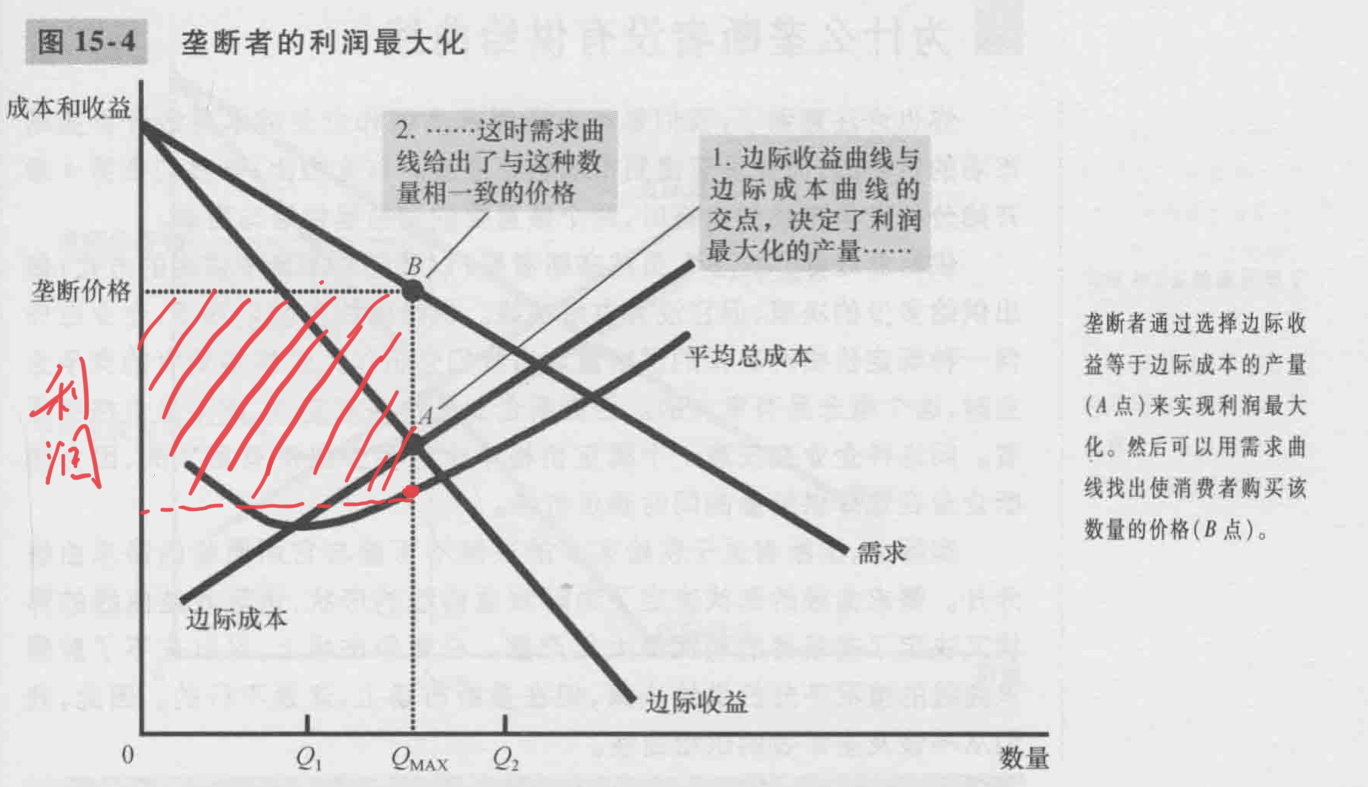 图 15-4 垄断者的利润最大化
成本和收益
2. ……这时需求曲
线给出了与这种数
量相一致的价格
1. 边际收益曲线与
边际成本曲线的
交点，决定了利润
最大化的产量……
B
垄断价格
平均总成本
A
利
润
需求
边际成本
边际收益
0
Q₁
Q_MAX
Q₂
数量
垄断者通过选择边际收
益等于边际成本的产量
(A点)来实现利润最大
化。然后可以用需求曲
线找出使消费者购买该
数量的价格(B点)。